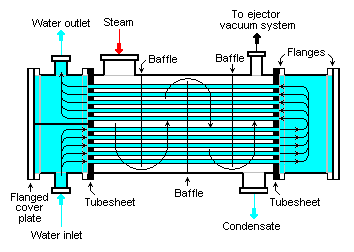 Water outlet
Steam
To ejector
vacuum system
Baffle
Baffle
Flanges
Flanged
cover
plate
Tubesheet
Baffle
Tubesheet
Water inlet
Condensate